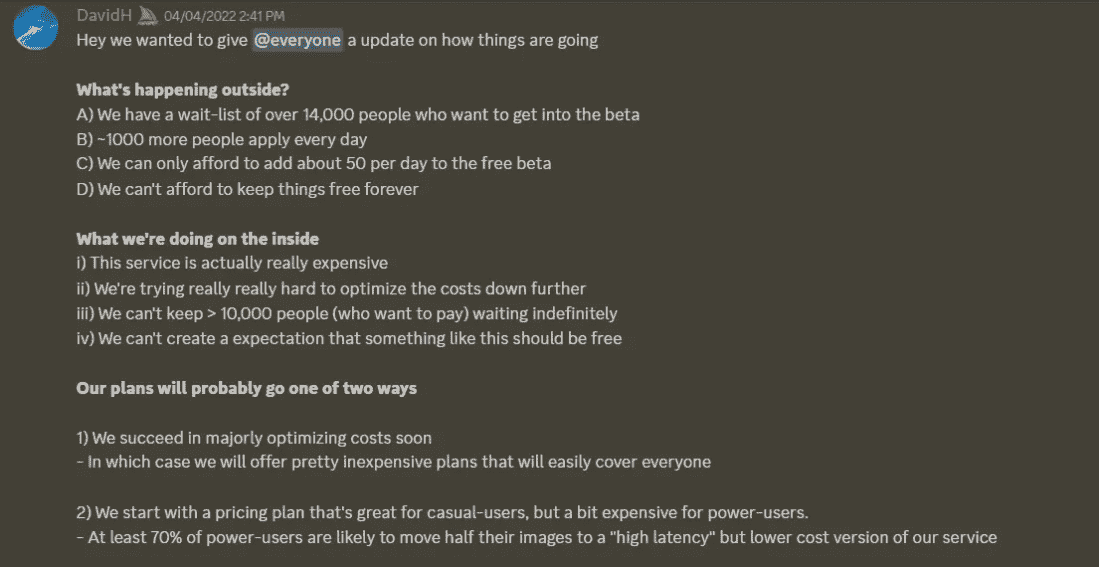 DavidH 04/04/2022 2:41 PM
Hey we wanted to give @everyone a update on how things are going
What's happening outside?
A) We have a wait-list of over 14,000 people who want to get into the beta
B) ~1000 more people apply every day
C) We can only afford to add about 50 per day to the free beta
D) We can't afford to keep things free forever
What we're doing on the inside
i) This service is actually really expensive
ii) We're trying really really hard to optimize the costs down further
iii) We can't keep > 10,000 people (who want to pay) waiting indefinitely
iv) We can't create a expectation that something like this should be free
Our plans will probably go one of two ways
1) We succeed in majorly optimizing costs soon
- In which case we will offer pretty inexpensive plans that will easily cover everyone
2) We start with a pricing plan that's great for casual-users, but a bit expensive for power-users.
- At least 70% of power-users are likely to move half their images to a "high latency" but lower cost version of our service